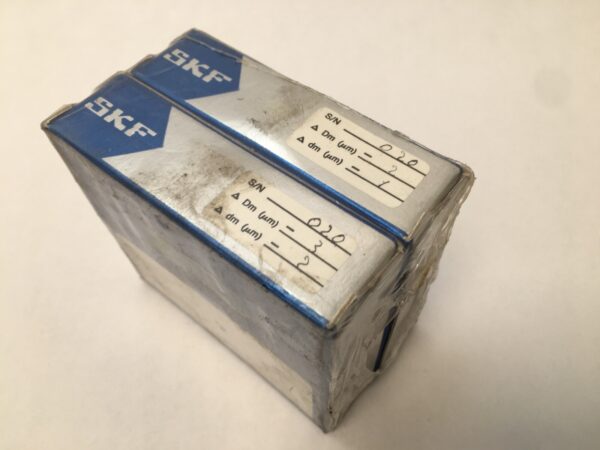 SKF
S/N 020
Δ Dm (μm) = 2
Δ dm (μm) = 1
SKF
S/N 020
Δ Dm (μm) = 3
Δ dm (μm) = 2